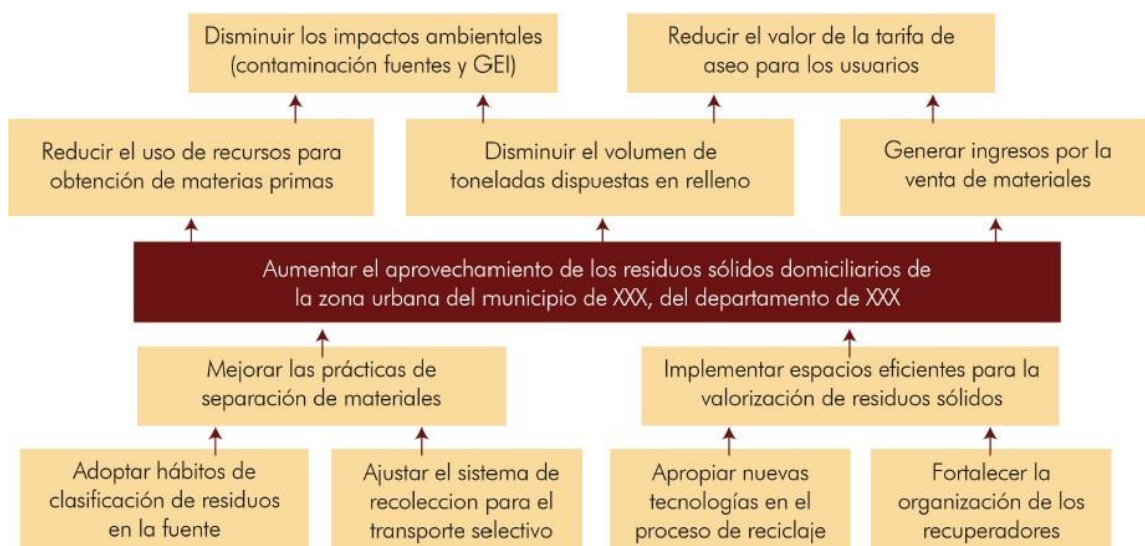 Disminuir los impactos ambientales
(contaminación fuentes y GEI)
Reducir el valor de la tarifa de
aseo para los usuarios
Reducir el uso de recursos para
obtención de materias primas
Disminuir el volumen de
toneladas dispuestas en relleno
Generar ingresos por la
venta de materiales
Aumentar el aprovechamiento de los residuos sólidos domiciliarios de
la zona urbana del municipio de XXX, del departamento de XXX
Mejorar las prácticas de
separación de materiales
Implementar espacios eficientes para la
valorización de residuos sólidos
Adoptar hábitos de
clasificación de residuos
en la fuente
Ajustar el sistema de
recoleccion para el
transporte selectivo
Apropiar nuevas
tecnologías en el
proceso de reciclaje
Fortalecer la
organización de los
recuperadores